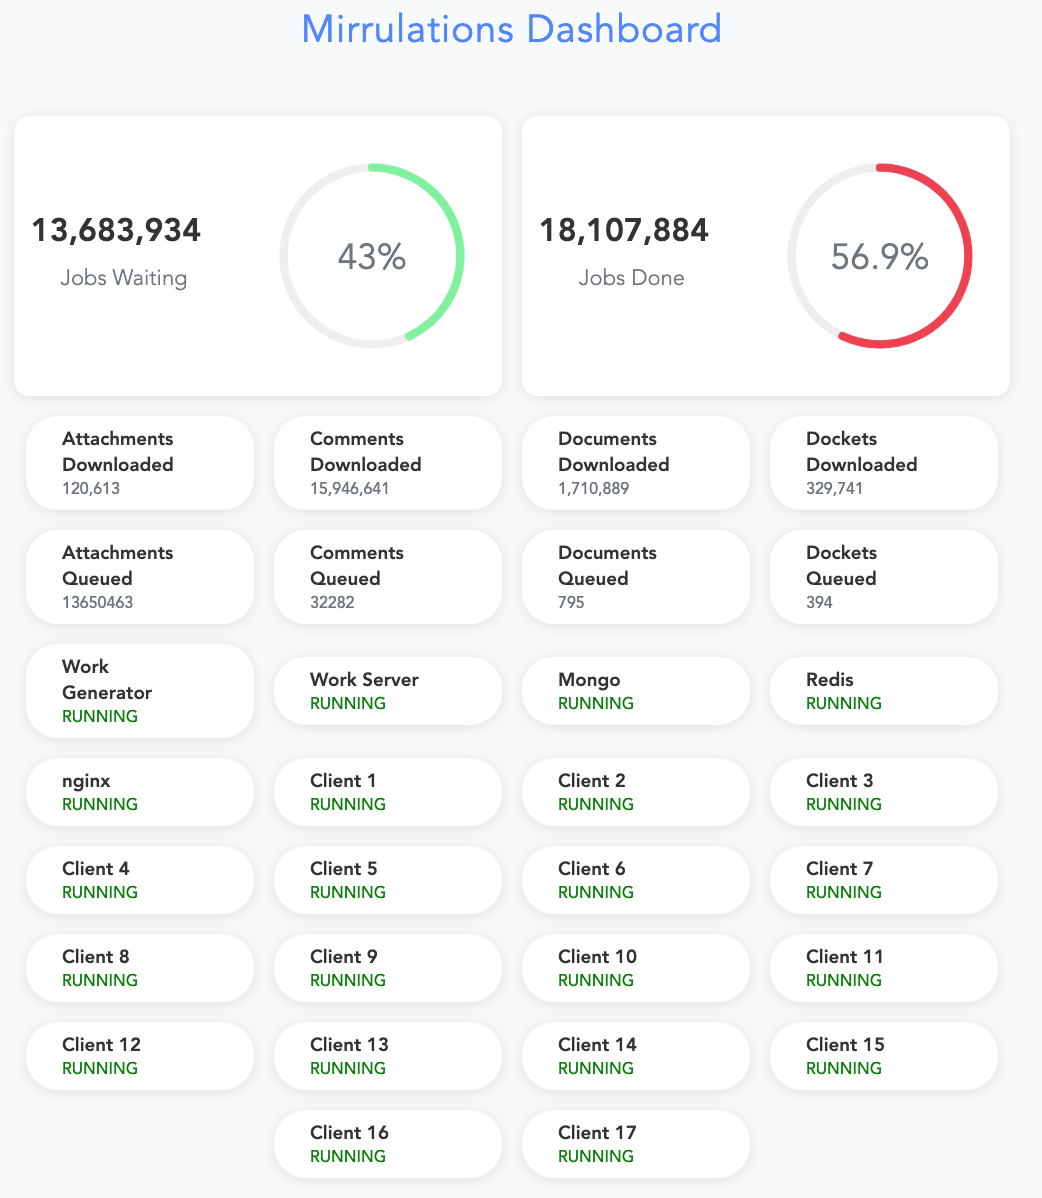 Mirrulations Dashboard
13,683,934
Jobs Waiting
43%
18,107,884
Jobs Done
56.9%
Attachments
Downloaded
120,613
Comments
Downloaded
15,946,641
Documents
Downloaded
1,710,889
Dockets
Downloaded
329,741
Attachments
Queued
13650463
Comments
Queued
32282
Documents
Queued
795
Dockets
Queued
394
Work
Generator
RUNNING
Work Server
RUNNING
Mongo
RUNNING
Redis
RUNNING
nginx
RUNNING
Client 1
RUNNING
Client 2
RUNNING
Client 3
RUNNING
Client 4
RUNNING
Client 5
RUNNING
Client 6
RUNNING
Client 7
RUNNING
Client 8
RUNNING
Client 9
RUNNING
Client 10
RUNNING
Client 11
RUNNING
Client 12
RUNNING
Client 13
RUNNING
Client 14
RUNNING
Client 15
RUNNING
Client 16
RUNNING
Client 17
RUNNING